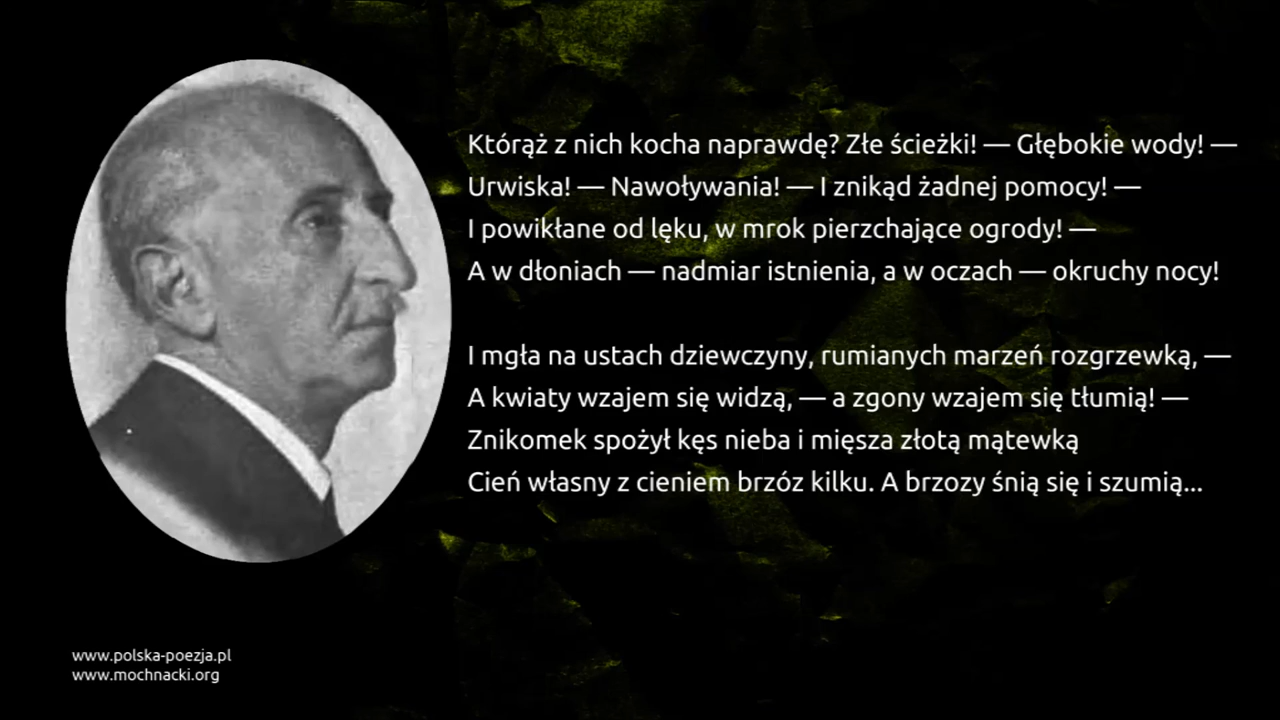 Którąż z nich kocha naprawdę? Złe ścieżki! — Głębokie wody! —
Urwiska! — Nawoływania! — I znikąd żadnej pomocy! —
I powikłane od lęku, w mrok pierzchające ogrody! —
A w dłoniach — nadmiar istnienia, a w oczach — okruchy nocy!
I mgła na ustach dziewczyny, rumianych marzeń rozgrzewką, —
A kwiaty wzajem się widzą, — a zgony wzajem się tłumią! —
Znikomek spożył kęs nieba i mięsza złotą mątewką
Cień własny z cieniem brzóz kilku. A brzozy śnią się i szumią...
www.polska-poezja.pl
www.mochnacki.org